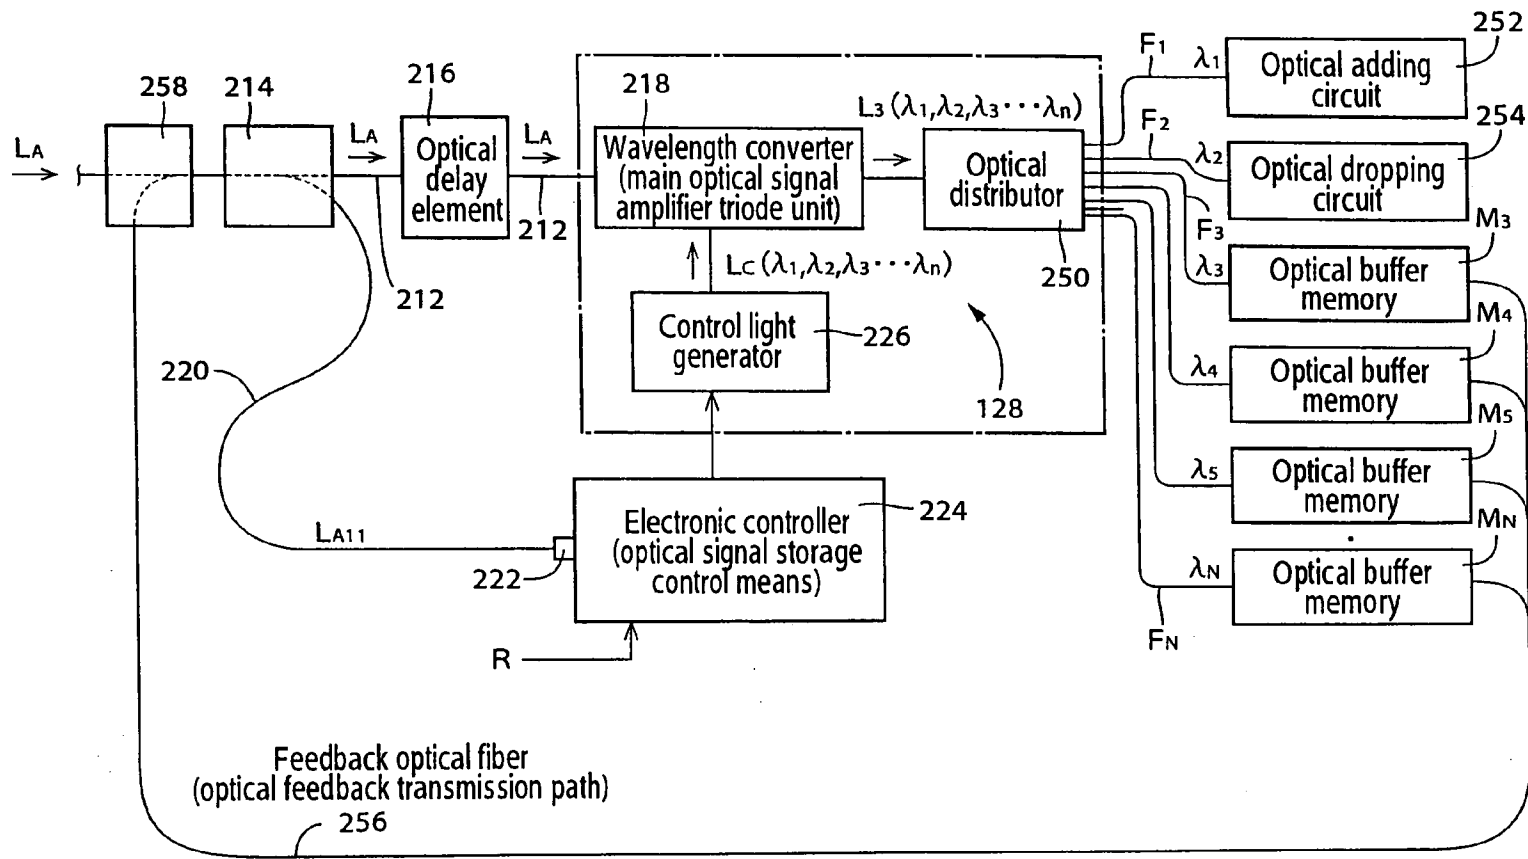 258
214
216
LA
LA
LA
Optical
delay
element
212
212
218
Wavelength converter
(main optical signal
amplifier triode unit)
L3 (λ1,λ2,λ3···λn)
Optical
distributor
250
LC (λ1,λ2,λ3···λn)
Control light
generator
226
128
220
LA11
222
Electronic controller
(optical signal storage
control means)
224
R
F1
λ1
Optical adding
circuit
252
F2
λ2
Optical dropping
circuit
254
F3
λ3
Optical buffer
memory
M3
λ4
Optical buffer
memory
M4
λ5
Optical buffer
memory
M5
λN
FN
Optical buffer
memory
MN
Feedback optical fiber
(optical feedback transmission path)
256